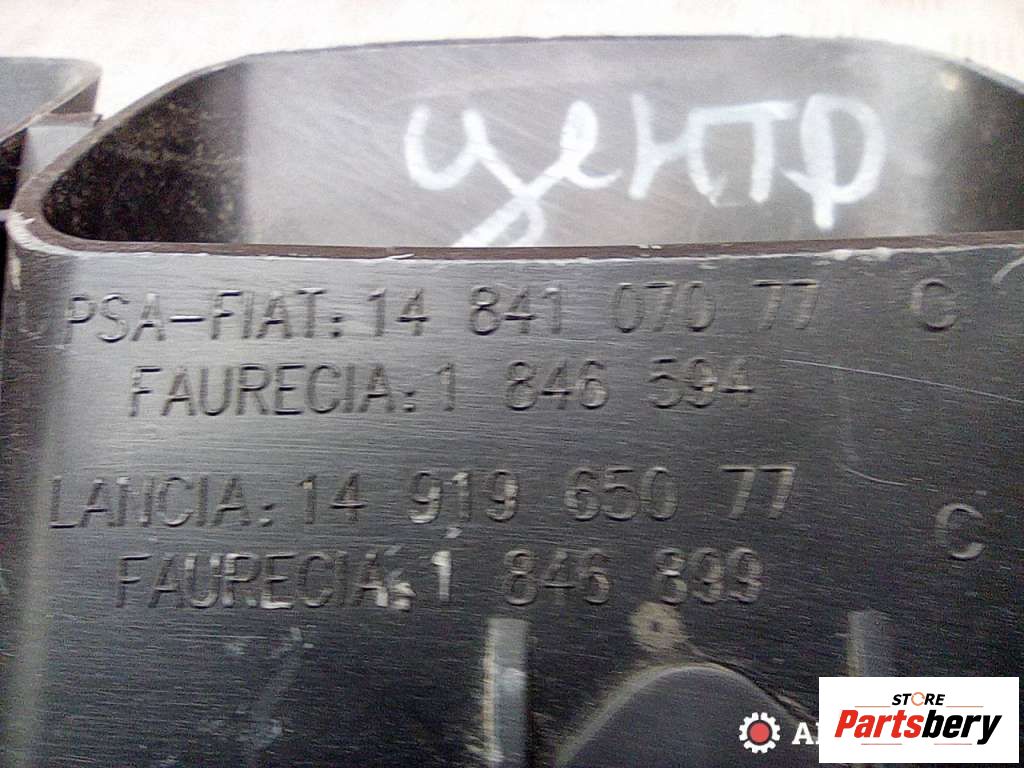 центр
PSA-FIAT: 14 841 070 77 C
FAURECIA: 1 846 594
LANCIA: 14 919 650 77 C
FAURECIA: 1 846 899
STORE
Partsbery